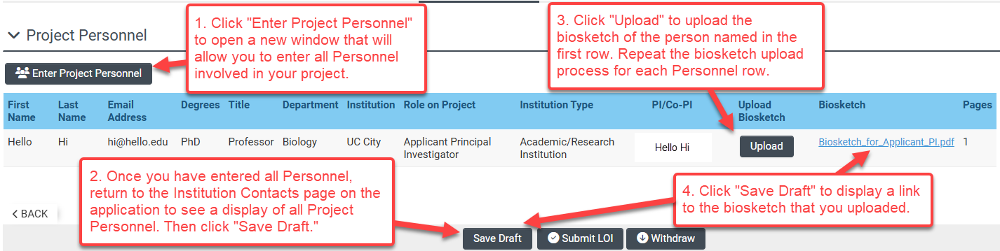 1. Click "Enter Project Personnel"
to open a new window that will
allow you to enter all Personnel
involved in your project.
3. Click "Upload" to upload the
biosketch of the person named in the
first row. Repeat the biosketch upload
process for each Personnel row.
Project Personnel
Enter Project Personnel
First Name Last Name Email Address Degrees Title Department Institution Role on Project Institution Type PI/Co-PI Upload Biosketch Biosketch Pages
Hello Hi hi@hello.edu PhD Professor Biology UC City Applicant Principal Investigator Academic/Research Institution Hello Hi Upload Biosketch_for_Applicant_PI.pdf 1
2. Once you have entered all Personnel,
return to the Institution Contacts page on the
application to see a display of all Project
Personnel. Then click "Save Draft."
4. Click "Save Draft" to display a link
to the biosketch that you uploaded.
BACK
Save Draft Submit LOI Withdraw